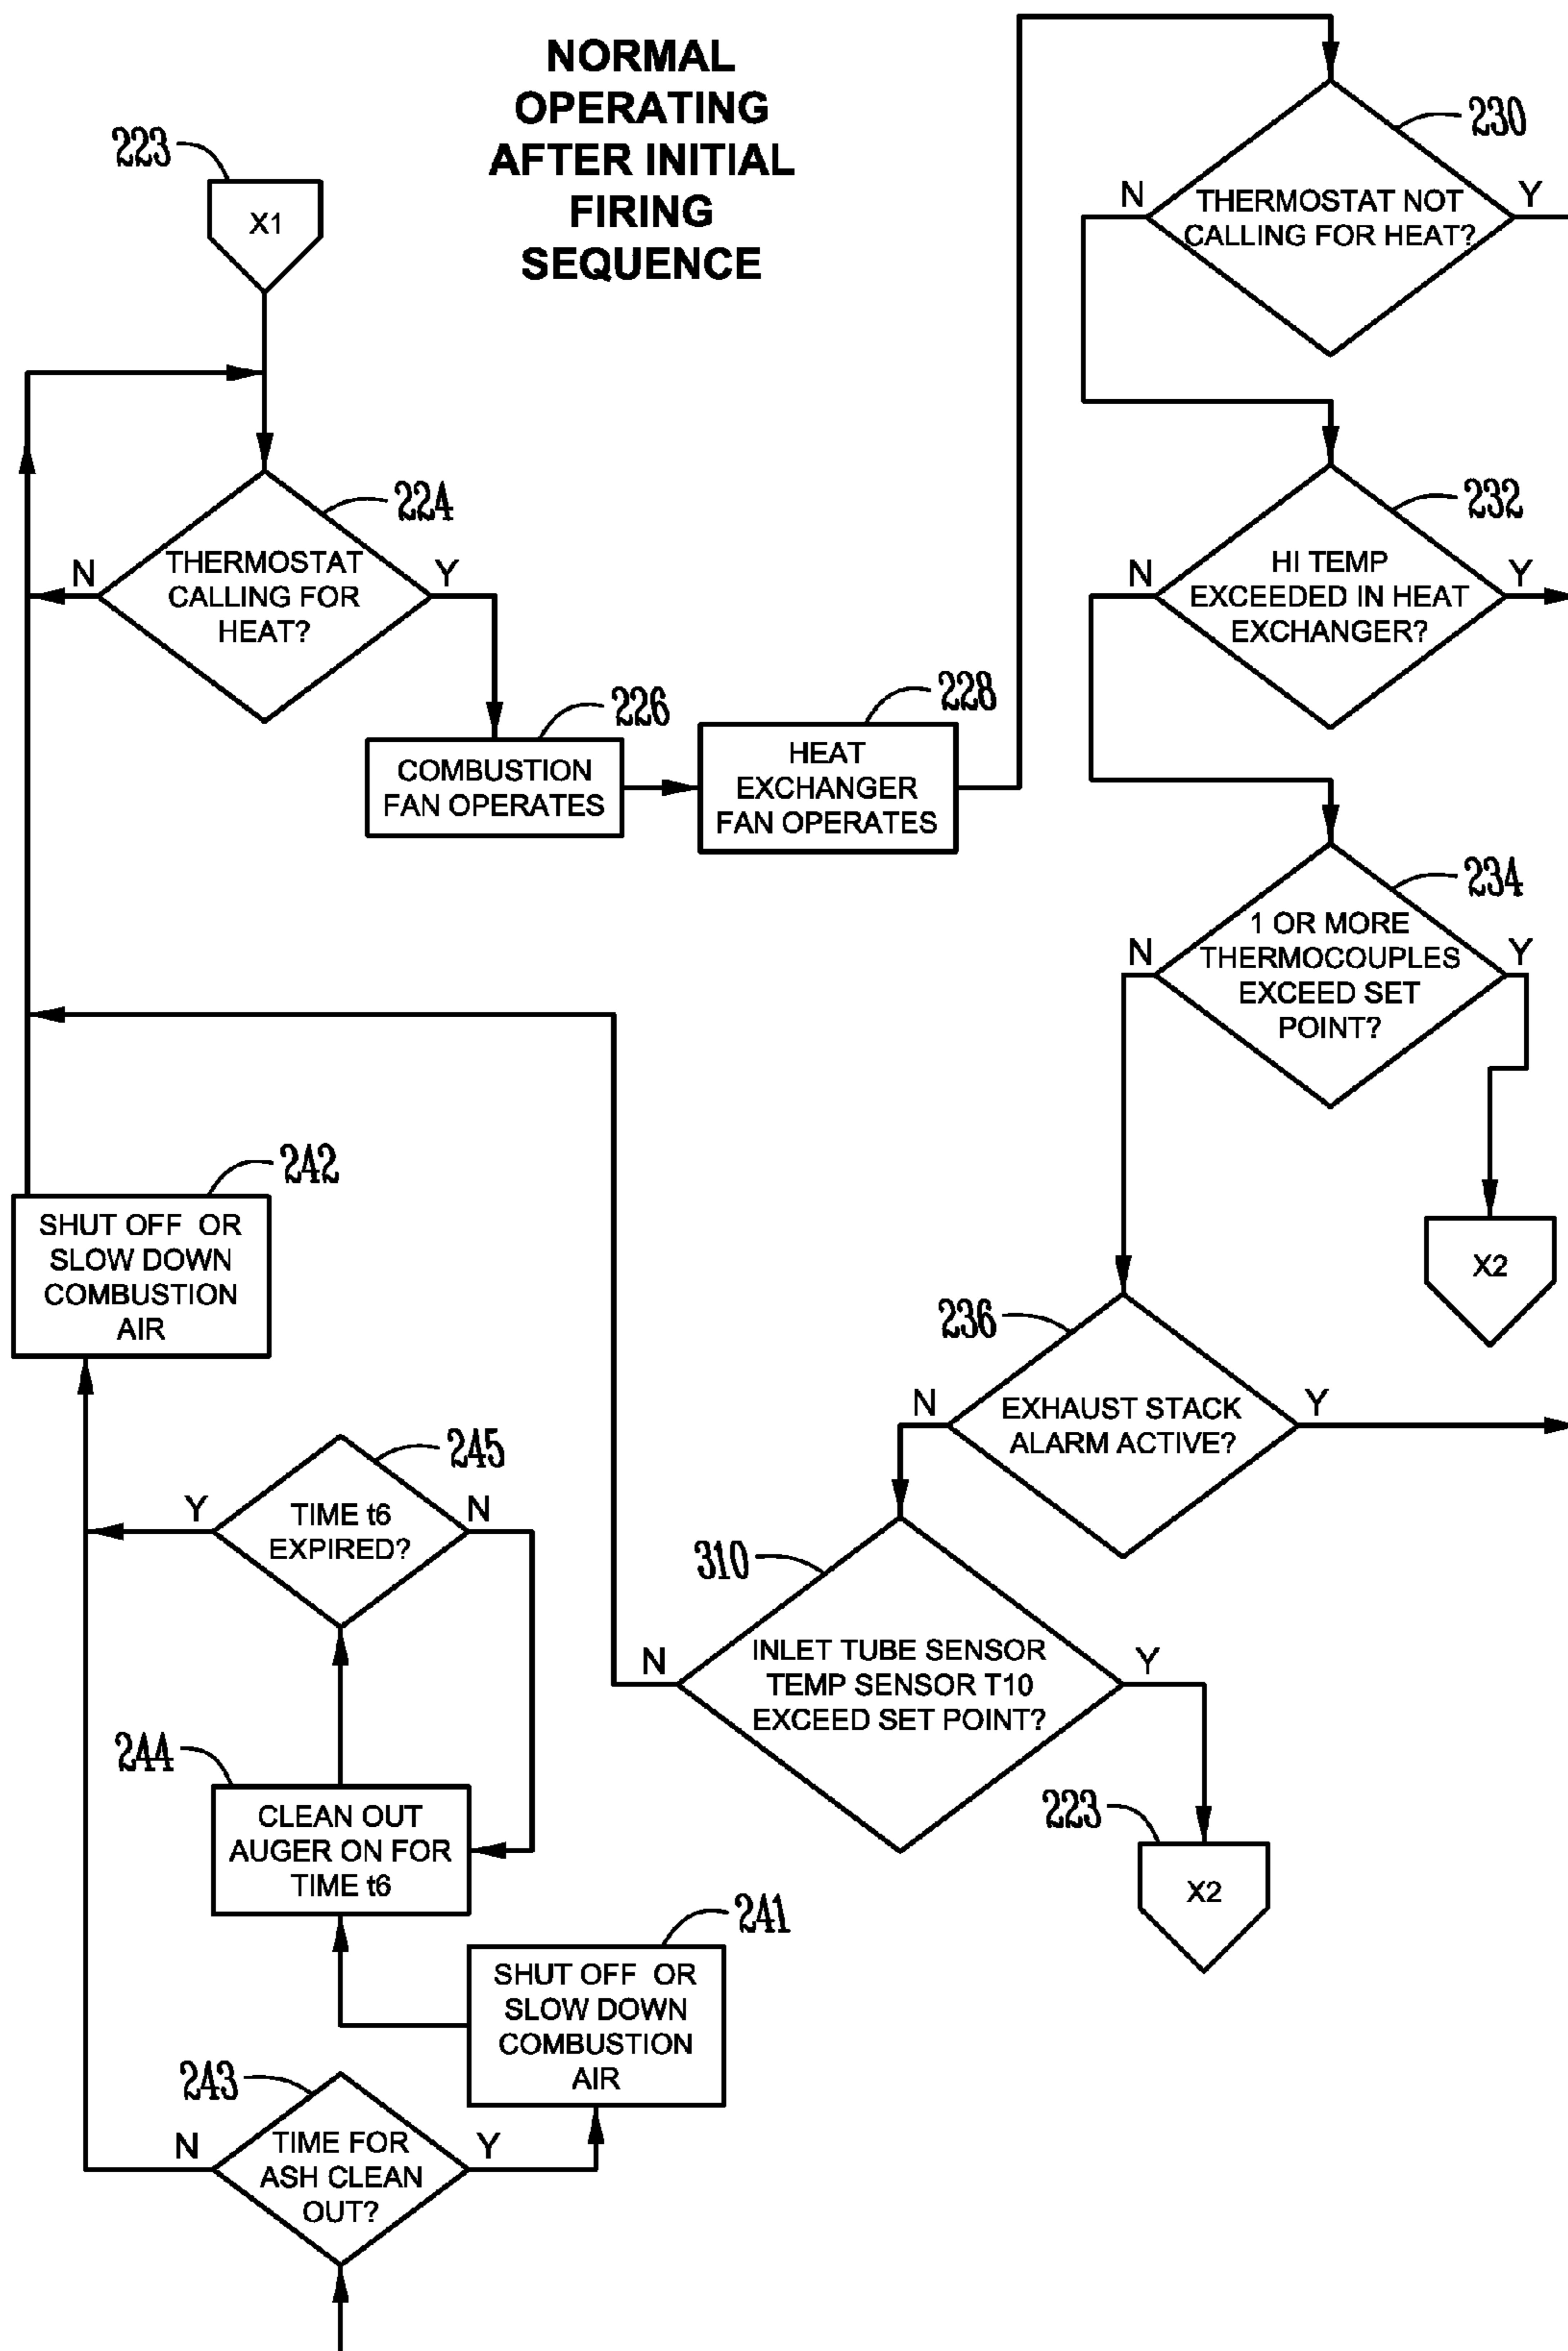 NORMAL
OPERATING
AFTER INITIAL
FIRING
SEQUENCE
223
X1
224
THERMOSTAT
CALLING FOR
HEAT?
N
Y
226
COMBUSTION
FAN OPERATES
228
HEAT
EXCHANGER
FAN OPERATES
230
THERMOSTAT NOT
CALLING FOR HEAT?
N
Y
232
HI TEMP
EXCEEDED IN HEAT
EXCHANGER?
N
Y
234
1 OR MORE
THERMOCOUPLES
EXCEED SET
POINT?
N
Y
X2
236
EXHAUST STACK
ALARM ACTIVE?
N
Y
310
INLET TUBE SENSOR
TEMP SENSOR T10
EXCEED SET POINT?
N
Y
223
X2
242
SHUT OFF OR
SLOW DOWN
COMBUSTION
AIR
245
TIME t6
EXPIRED?
Y
N
244
CLEAN OUT
AUGER ON FOR
TIME t6
241
SHUT OFF OR
SLOW DOWN
COMBUSTION
AIR
243
TIME FOR
ASH CLEAN
OUT?
N
Y